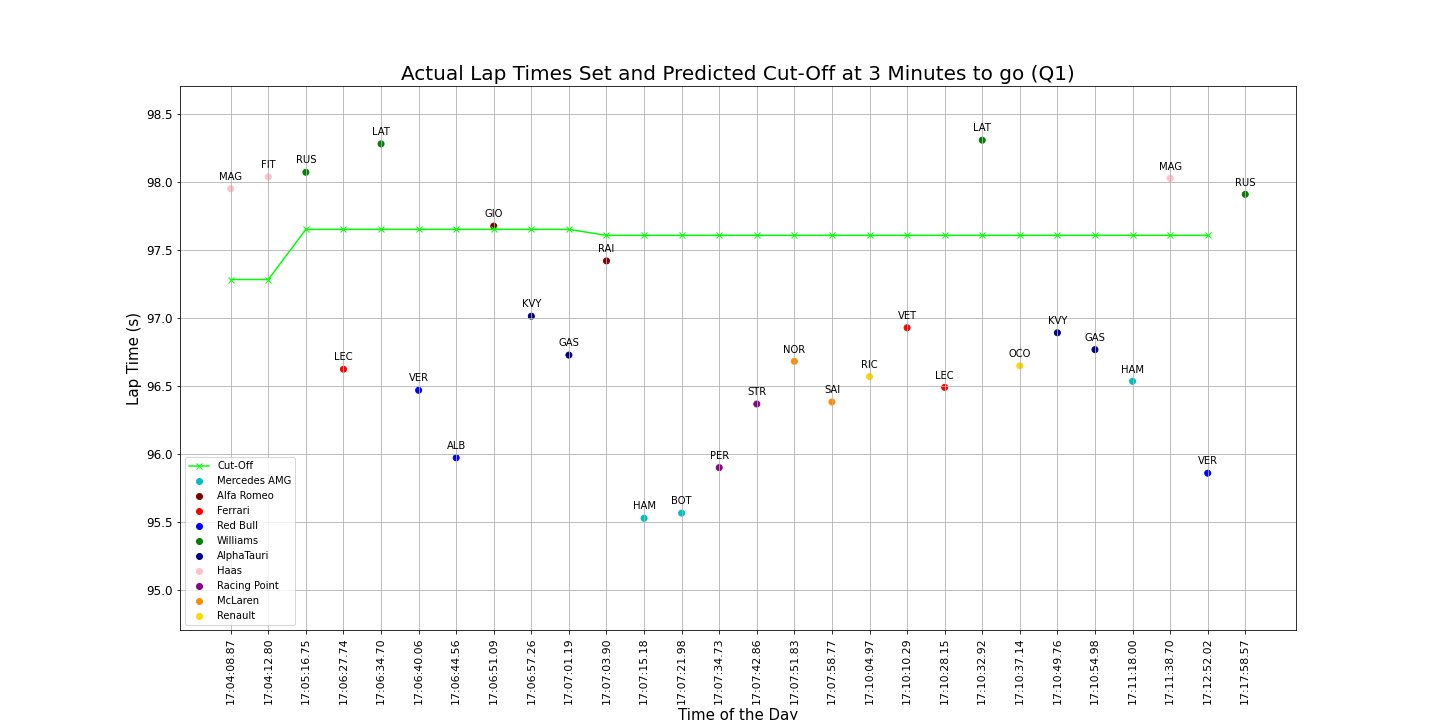 Actual Lap Times Set and Predicted Cut-Off at 3 Minutes to go (Q1)
Lap Time (s)
98.5
98.0
97.5
97.0
96.5
96.0
95.5
95.0
MAG
FIT
RUS
LEC
LAT
VER
ALB
GIO
KVY
GAS
RAI
HAM
BOT
PER
STR
NOR
SAI
RIC
VET
LEC
LAT
OCO
KVY
GAS
HAM
MAG
VER
RUS
Cut-Off
Mercedes AMG
Alfa Romeo
Ferrari
Red Bull
Williams
AlphaTauri
Haas
Racing Point
McLaren
Renault
17:04:08.87
17:04:12.80
17:05:16.75
17:06:27.74
17:06:34.70
17:06:40.06
17:06:44.56
17:06:51.09
17:06:57.26
17:07:01.19
17:07:03.90
17:07:15.18
17:07:21.98
17:07:34.73
17:07:42.86
17:07:51.83
17:07:58.77
17:10:04.97
17:10:10.29
17:10:28.15
17:10:32.92
17:10:37.14
17:10:49.76
17:10:54.98
17:11:18.00
17:11:38.70
17:12:52.02
17:17:58.57
Time of the Day